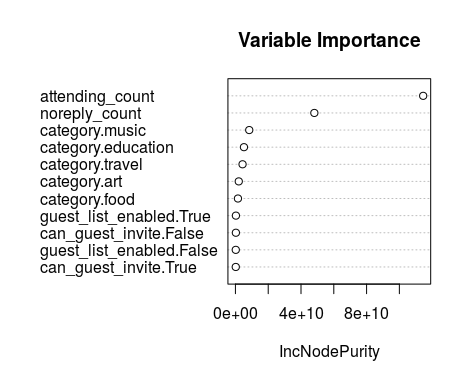 Variable Importance
attending_count
noreply_count
category.music
category.education
category.travel
category.art
category.food
guest_list_enabled.True
can_guest_invite.False
guest_list_enabled.False
can_guest_invite.True
0e+00 4e+10 8e+10
IncNodePurity